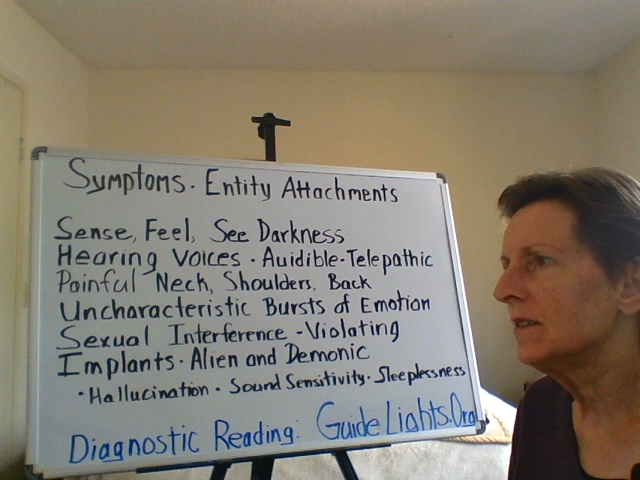 Symptoms. Entity Attachments
Sense, Feel, See Darkness
Hearing Voices. Auidible-Telepathic
Painful Neck, Shoulders, Back
Uncharacteristic Bursts of Emotion
Sexual Interference - Violating
Implants. Alien and Demonic
. Hallucination. Sound Sensitivity. Sleeplessness
Diagnostic Reading: GuideLights.Org